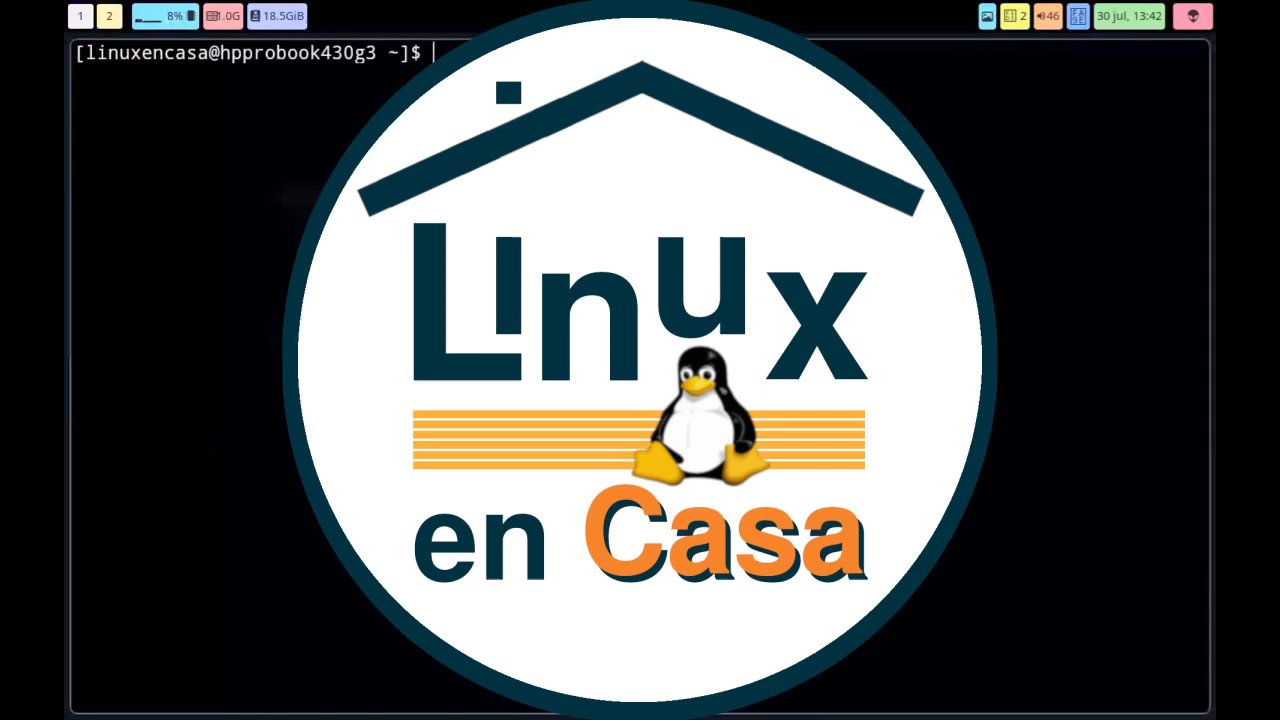 1 2 8% 1.0G 18.5GiB 2 46 30 jul, 13:42
[linuxencasa@hpprobook430g3 ~]$
Linux
en Casa